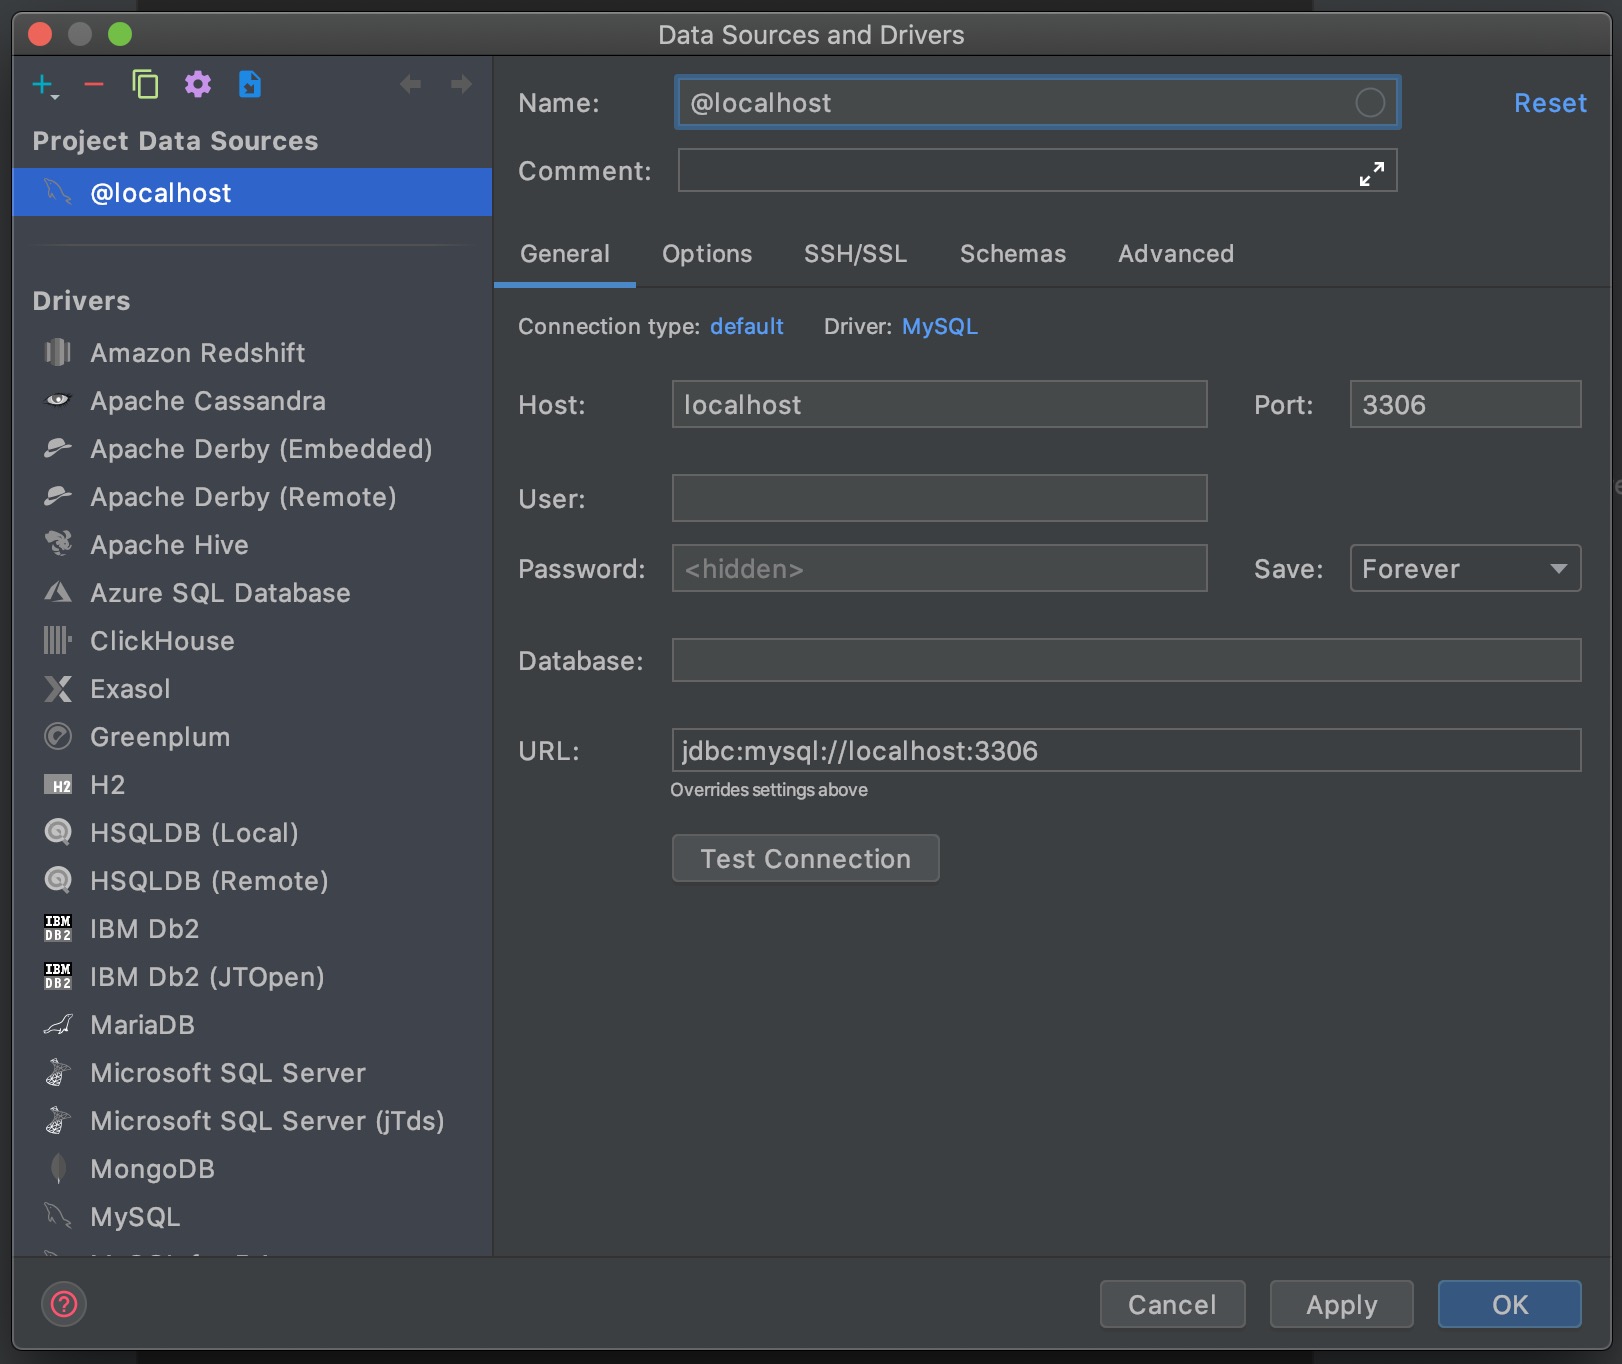 Data Sources and Drivers
Project Data Sources
@localhost
Drivers
Amazon Redshift
Apache Cassandra
Apache Derby (Embedded)
Apache Derby (Remote)
Apache Hive
Azure SQL Database
ClickHouse
Exasol
Greenplum
H2 H2
HSQLDB (Local)
HSQLDB (Remote)
IBM DB2 IBM Db2
IBM DB2 IBM Db2 (JTOpen)
MariaDB
Microsoft SQL Server
Microsoft SQL Server (jTds)
MongoDB
MySQL
Name: @localhost Reset
Comment:
General Options SSH/SSL Schemas Advanced
Connection type: default Driver: MySQL
Host: localhost Port: 3306
User:
Password: <hidden> Save: Forever
Database:
URL: jdbc:mysql://localhost:3306
Overrides settings above
Test Connection
? Cancel Apply OK